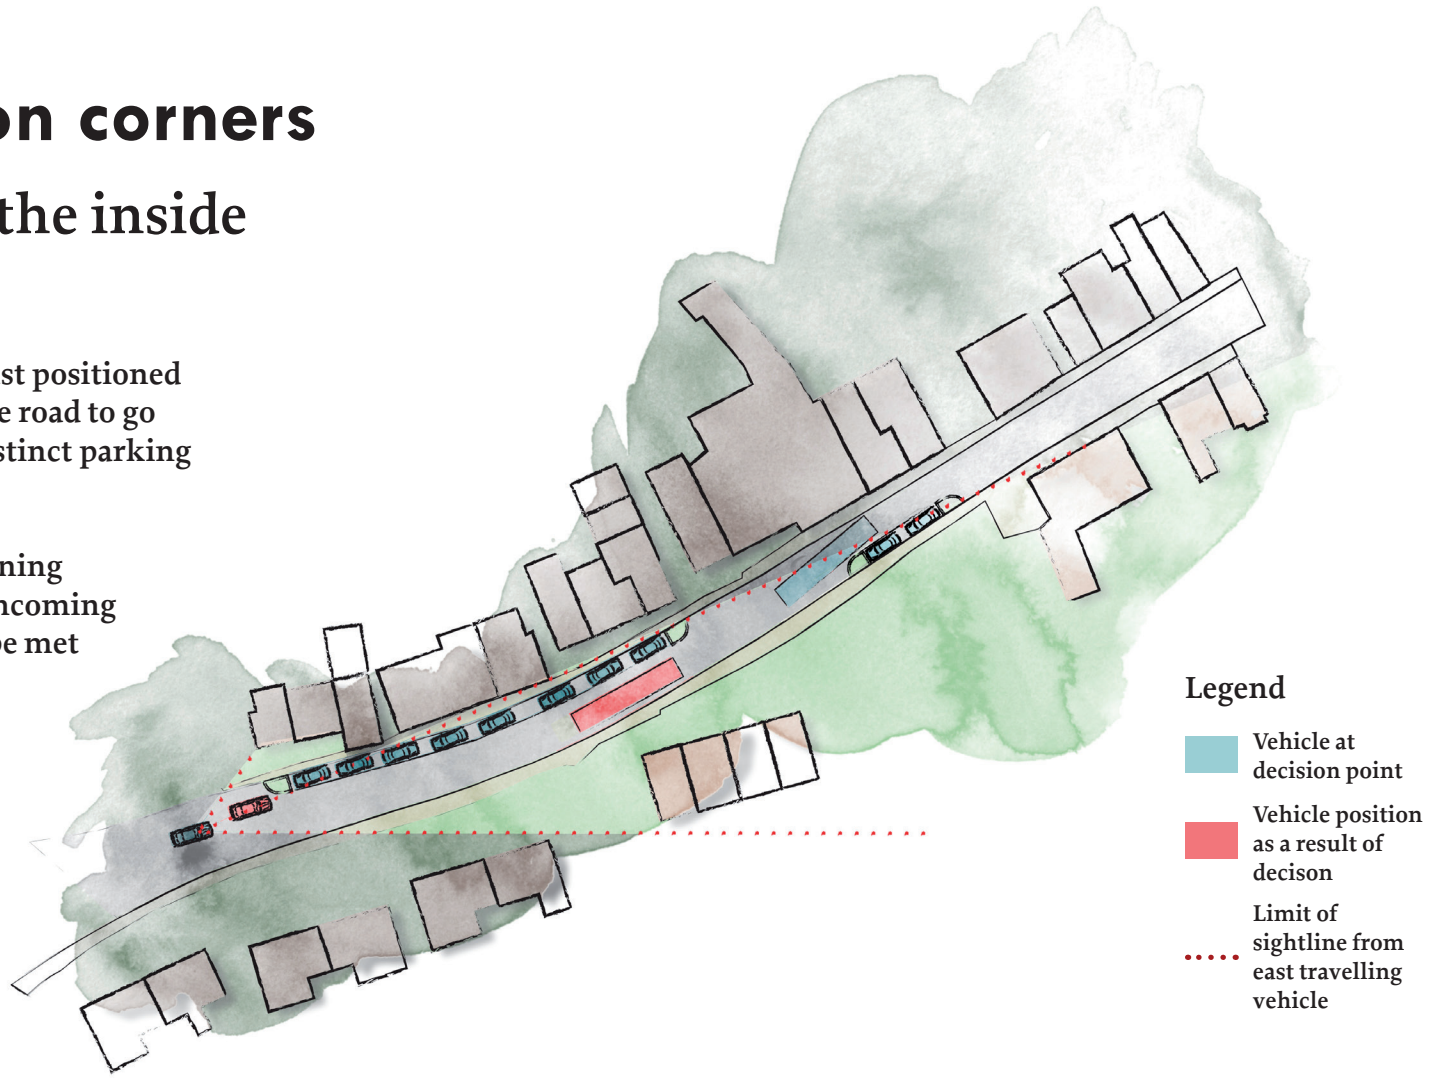 on corners
the inside
st positioned
e road to go
stinct parking
ning
ncoming
be met
Legend
Vehicle at
decision point
Vehicle position
as a result of
decison
Limit of
sightline from
east travelling
vehicle